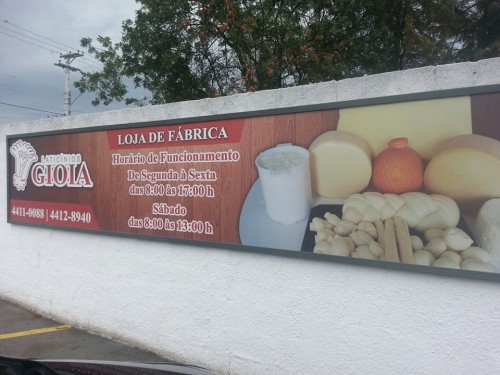 LATICÍNIOS
GIOIA
4411-0088 | 4412-8940
LOJA DE FÁBRICA
Horário de Funcionamento
De Segunda à Sexta
das 8:00 às 17:00 h
Sábado
das 8:00 às 13:00 h